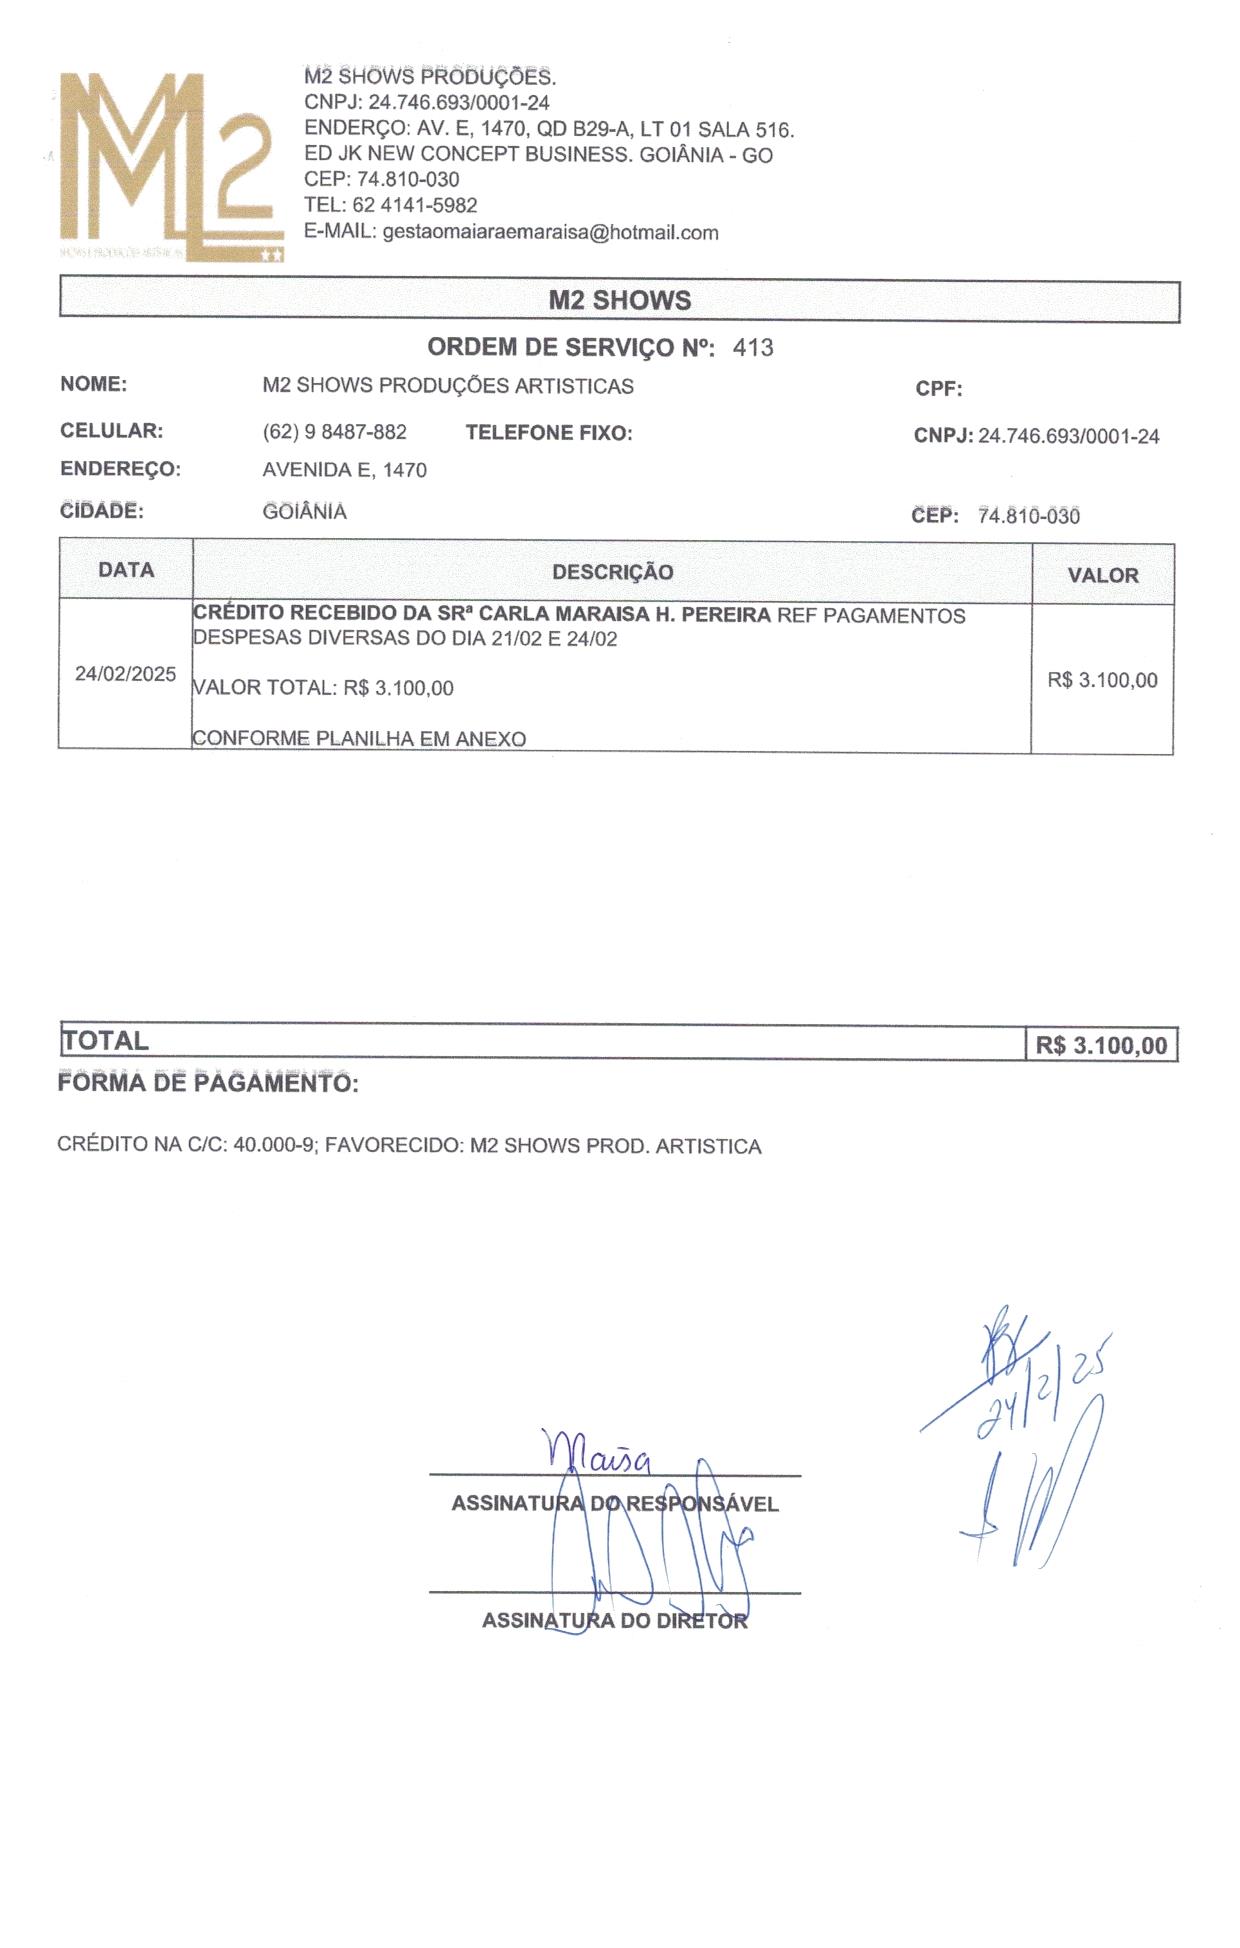 M2
SHOWS E PRODUÇÕES ARTISTICAS
M2 SHOWS PRODUÇÕES.
CNPJ: 24.746.693/0001-24
ENDERÇO: AV. E, 1470, QD B29-A, LT 01 SALA 516.
ED JK NEW CONCEPT BUSINESS. GOIÂNIA - GO
CEP: 74.810-030
TEL: 62 4141-5982
E-MAIL: gestaomaiaraemaraisa@hotmail.com
M2 SHOWS
ORDEM DE SERVIÇO Nº: 413
NOME: M2 SHOWS PRODUÇÕES ARTISTICAS CPF:
CELULAR: (62) 9 8487-882 TELEFONE FIXO: CNPJ: 24.746.693/0001-24
ENDEREÇO: AVENIDA E, 1470
CIDADE: GOIÂNIA CEP: 74.810-030
DATA DESCRIÇÃO VALOR
CRÉDITO RECEBIDO DA SRª CARLA MARAISA H. PEREIRA REF PAGAMENTOS
DESPESAS DIVERSAS DO DIA 21/02 E 24/02
24/02/2025 VALOR TOTAL: R$ 3.100,00 R$ 3.100,00
CONFORME PLANILHA EM ANEXO
TOTAL R$ 3.100,00
FORMA DE PAGAMENTO:
CRÉDITO NA C/C: 40.000-9; FAVORECIDO: M2 SHOWS PROD. ARTISTICA
24/2/25
Maisa
ASSINATURA DO RESPONSÁVEL
ASSINATURA DO DIRETOR